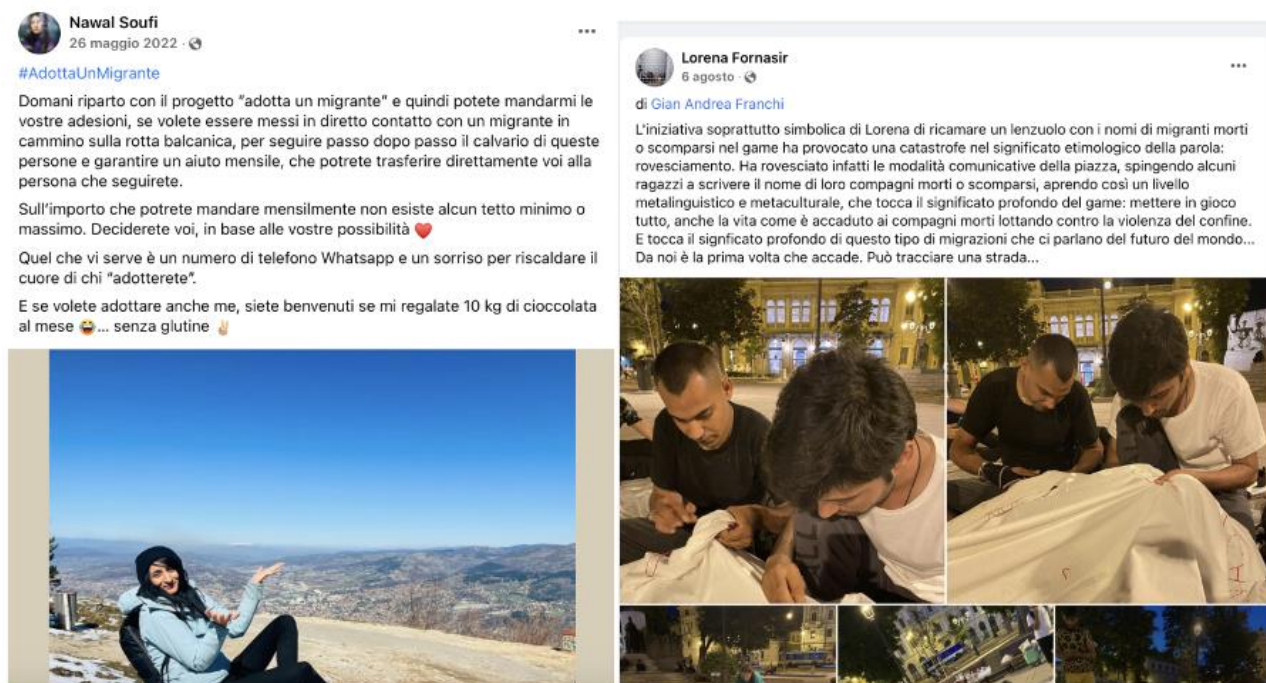 Nawal Soufi
26 maggio 2022 ·
#AdottaUnMigrante
Domani riparto con il progetto "adotta un migrante" e quindi potete mandarmi le
vostre adesioni, se volete essere messi in diretto contatto con un migrante in
cammino sulla rotta balcanica, per seguire passo dopo passo il calvario di queste
persone e garantire un aiuto mensile, che potrete trasferire direttamente voi alla
persona che seguirete.
Sull'importo che potrete mandare mensilmente non esiste alcun tetto minimo o
massimo. Deciderete voi, in base alle vostre possibilità ❤️
Quel che vi serve è un numero di telefono Whatsapp e un sorriso per riscaldare il
cuore di chi "adotterete".
E se volete adottare anche me, siete benvenuti se mi regalate 10 kg di cioccolata
al mese 😂... senza glutine ✌🏼
Lorena Fornasir
6 agosto ·
di Gian Andrea Franchi
L'iniziativa soprattutto simbolica di Lorena di ricamare un lenzuolo con i nomi di migranti morti
o scomparsi nel game ha provocato una catastrofe nel significato etimologico della parola:
rovesciamento. Ha rovesciato infatti le modalità comunicative della piazza, spingendo alcuni
ragazzi a scrivere il nome di loro compagni morti o scomparsi, aprendo così un livello
metalinguistico e metaculturale, che tocca il significato profondo del game: mettere in gioco
tutto, anche la vita come è accaduto ai compagni morti lottando contro la violenza del confine.
E tocca il signficato profondo di questo tipo di migrazioni che ci parlano del futuro del mondo...
Da noi è la prima volta che accade. Può tracciare una strada...